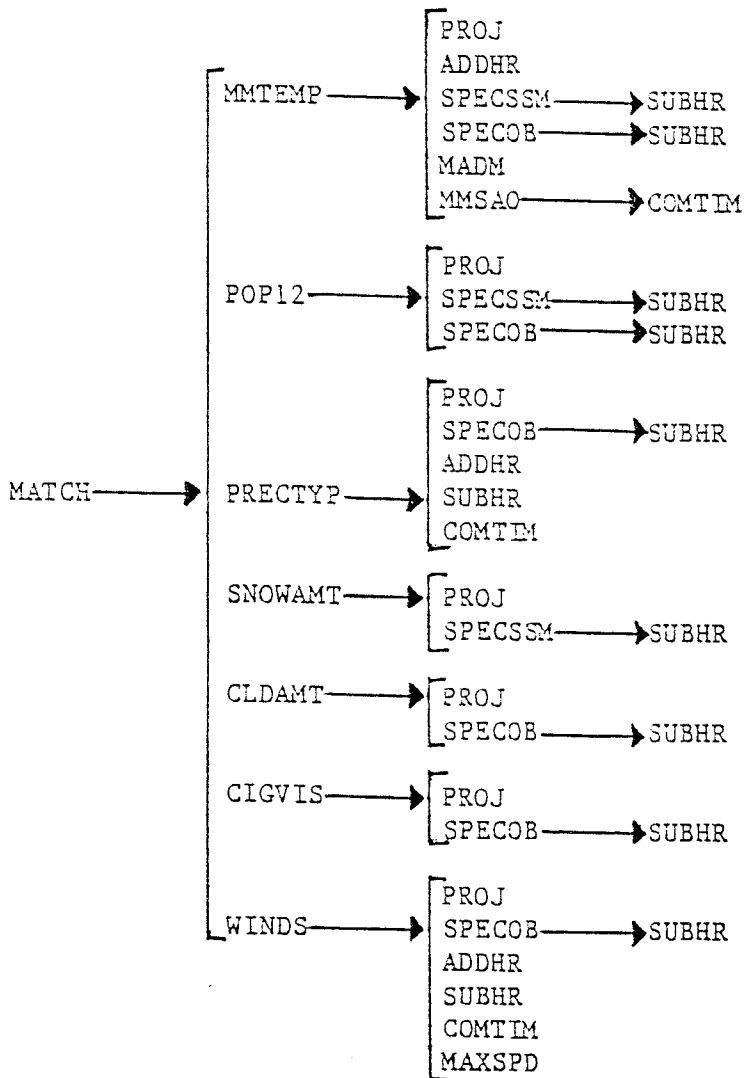 PROJ
ADDHR
MMTEMP SPECSSM SUBHR
SPECOB SUBHR
MADM
MMSAO COMTIM
PROJ
POP12 SPECSSM SUBHR
SPECOB SUBHR
PROJ
SPECOB SUBHR
ADDHR
MATCH PRECTYP SUBHR
COMTIM
SNOWAMT PROJ
SPECSSM SUBHR
CLDAMT PROJ
SPECOB SUBHR
CIGVIS PROJ
SPECOB SUBHR
PROJ
WINDS SPECOB SUBHR
ADDHR
SUBHR
COMTIM
MAXSPD